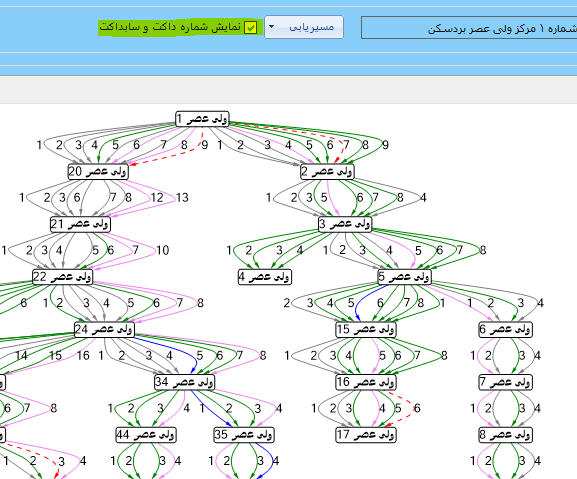 شماره ۱ مرکز ولی عصر بردسکن
مسیریابی
نمایش شماره داکت و سابداکت
ولی عصر 1
1 2 3 4 5 6 7 8 9 1 2 3 4 5 6 7 8 9
ولی عصر 20
ولی عصر 2
1 2 3 6 7 8 12 13
1 2 3 5 6 7 8 4
ولی عصر 21
ولی عصر 3
1 2 3 4 5 6 7 10
1 2 3 4 1 2 3 4 5 6 7 8
ولی عصر 22
ولی عصر 4
ولی عصر 5
6 1 2 3 4 5 6 7 8
2 3 4 5 6 7 8 1 1 2 3 4
ولی عصر 24
ولی عصر 15
ولی عصر 6
14 15 16 1 2 3 4 5 6 7 8
1 2 3 4 5 6 7 8
1 2 3 4
ولی عصر 34
ولی عصر 16
ولی عصر 7
6 7 8
1 2 3 4 1 2 3 4
1 2 3 4 5 6
1 2 3 4
ولی عصر 44
ولی عصر 35
ولی عصر 17
ولی عصر 8
1 2 3 4
1 2 3 4
1 2 3 4
1 2 3 4